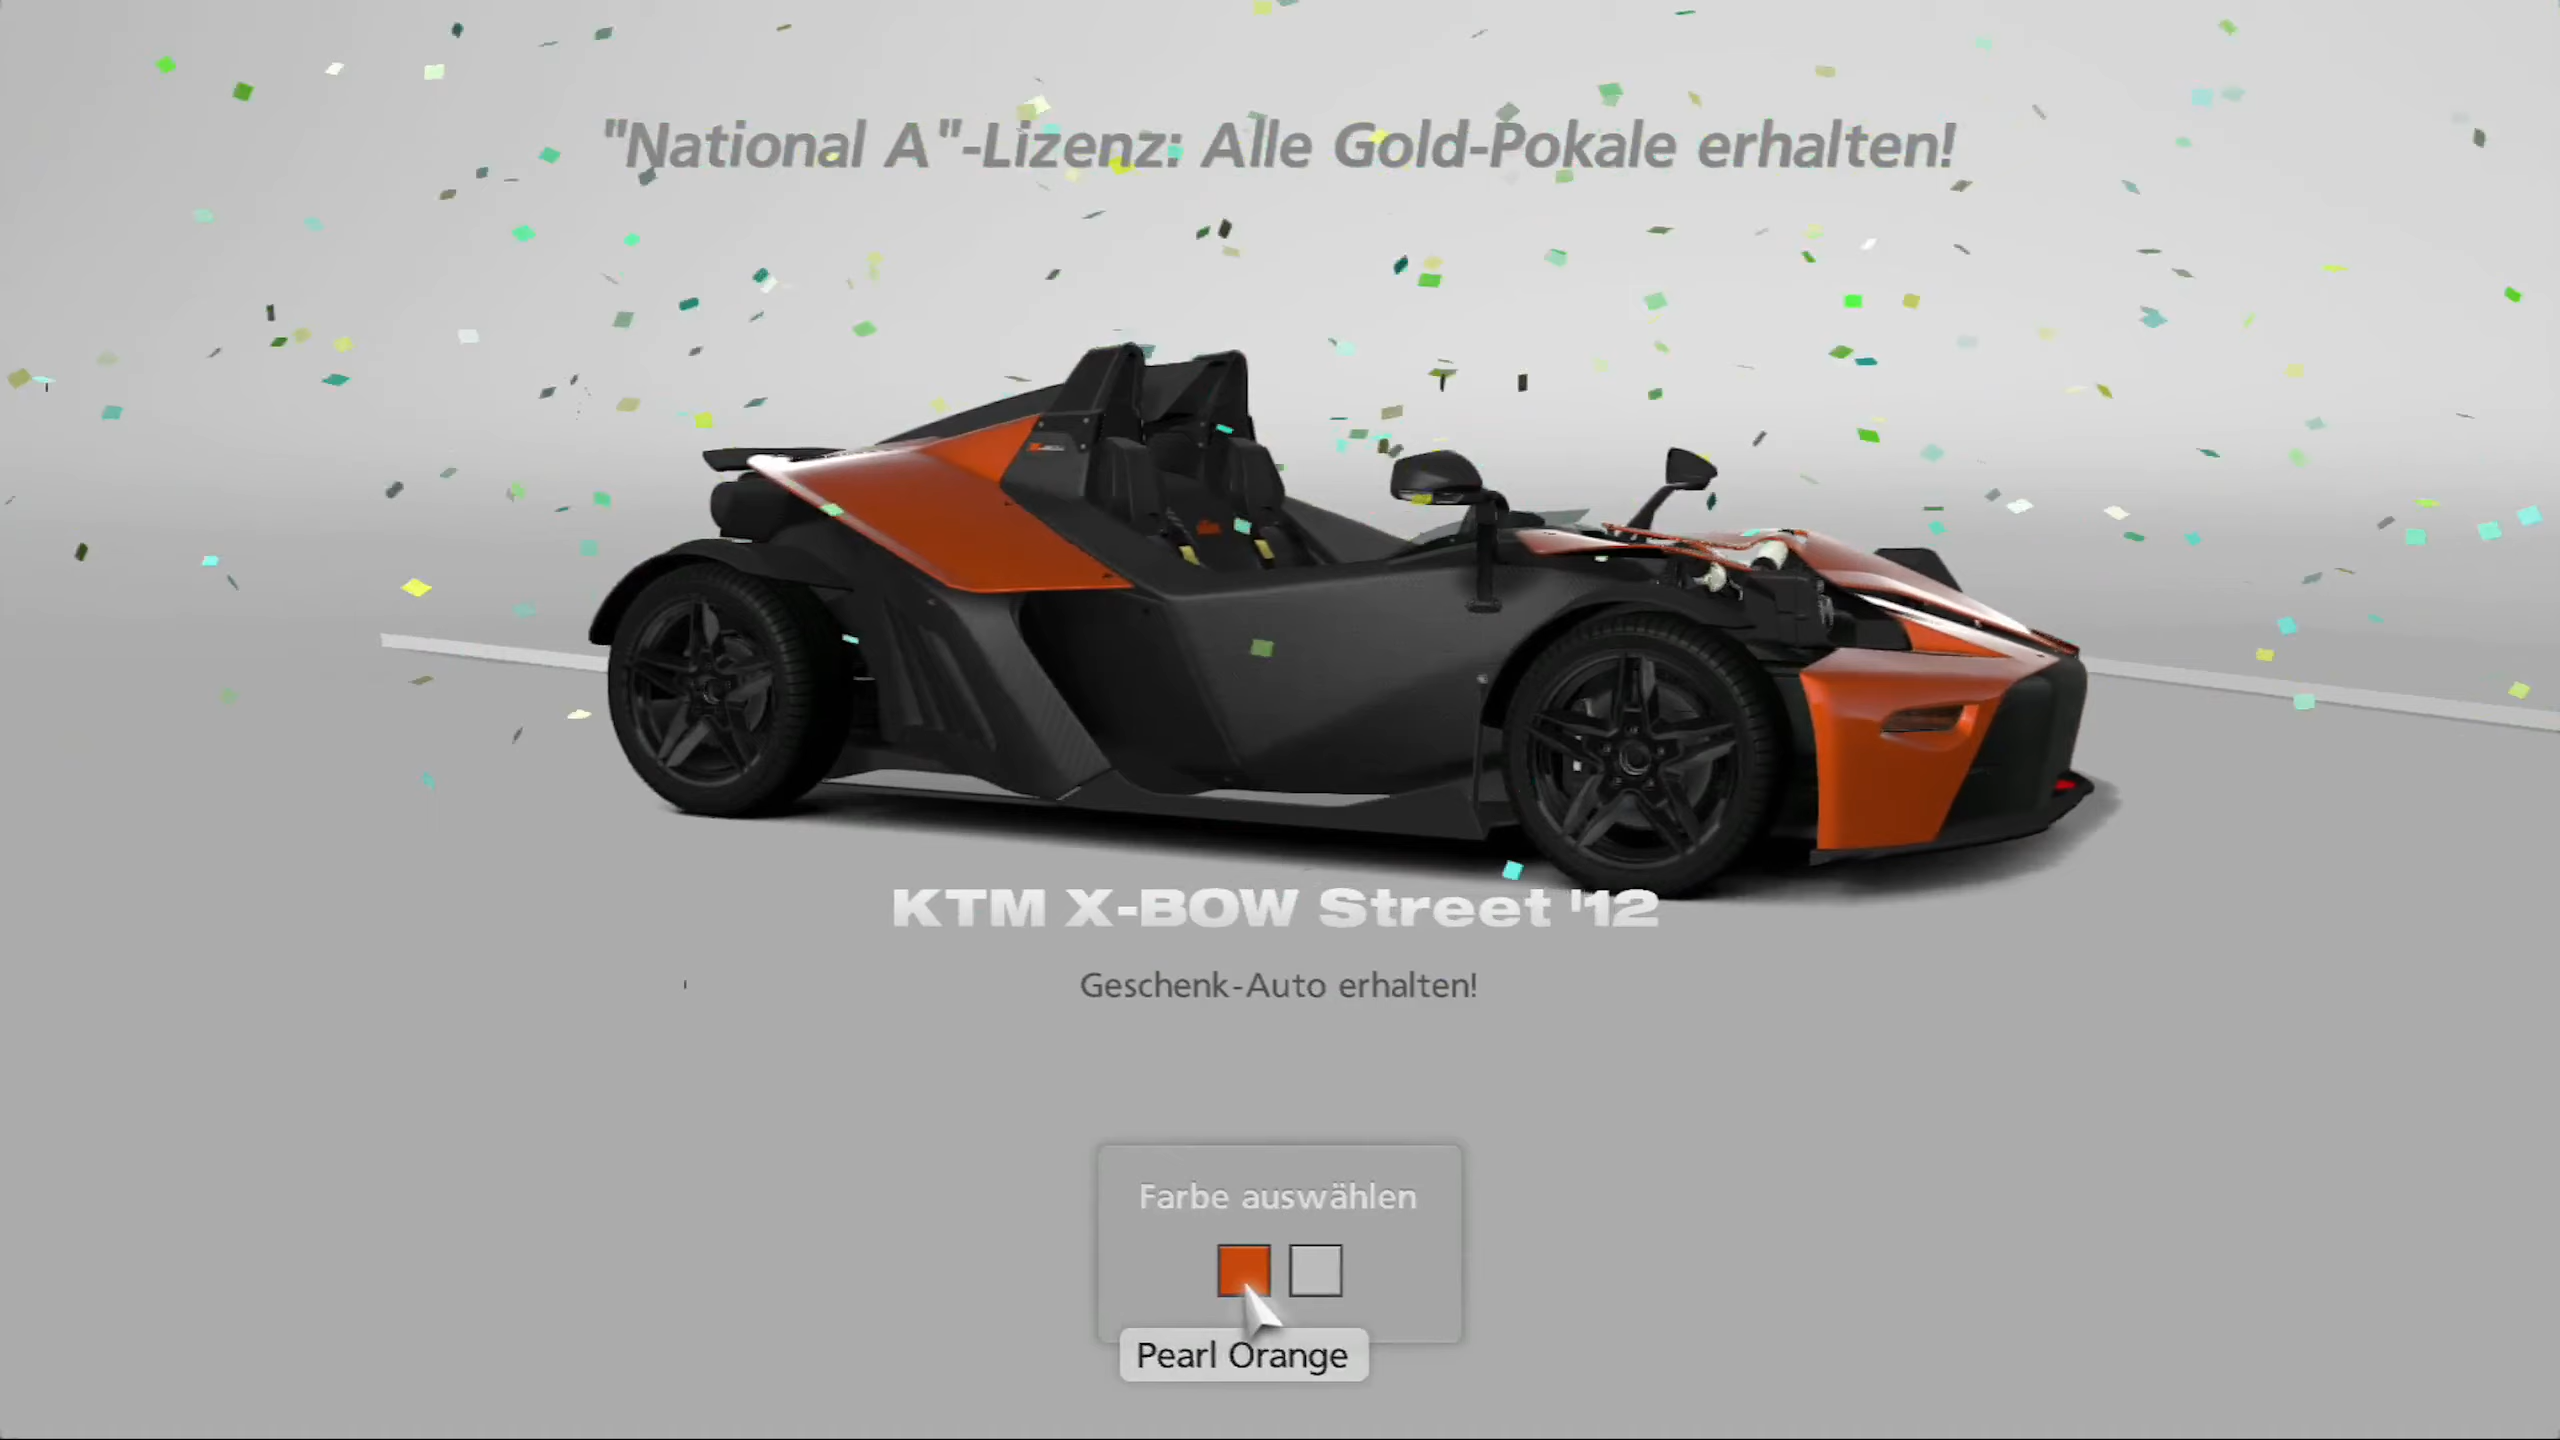 "National A"-Lizenz: Alle Gold-Pokale erhalten!
KTM X-BOW Street '12
Geschenk-Auto erhalten!
Farbe auswählen
Pearl Orange